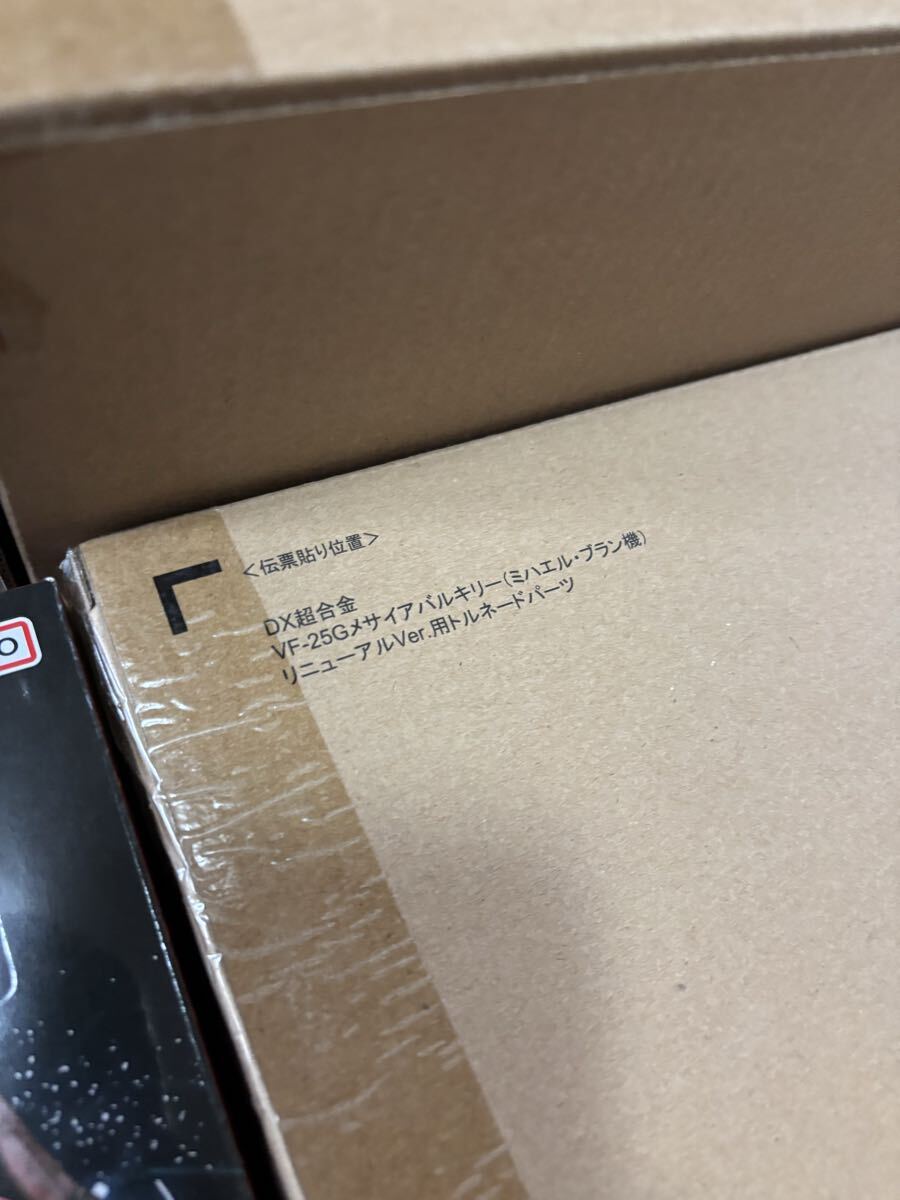 <伝票貼り位置>
DX超合金
VF-25Gメサイアバルキリー(ミハエル・ブラン機)
リニューアルVer.用トルネードパーツ